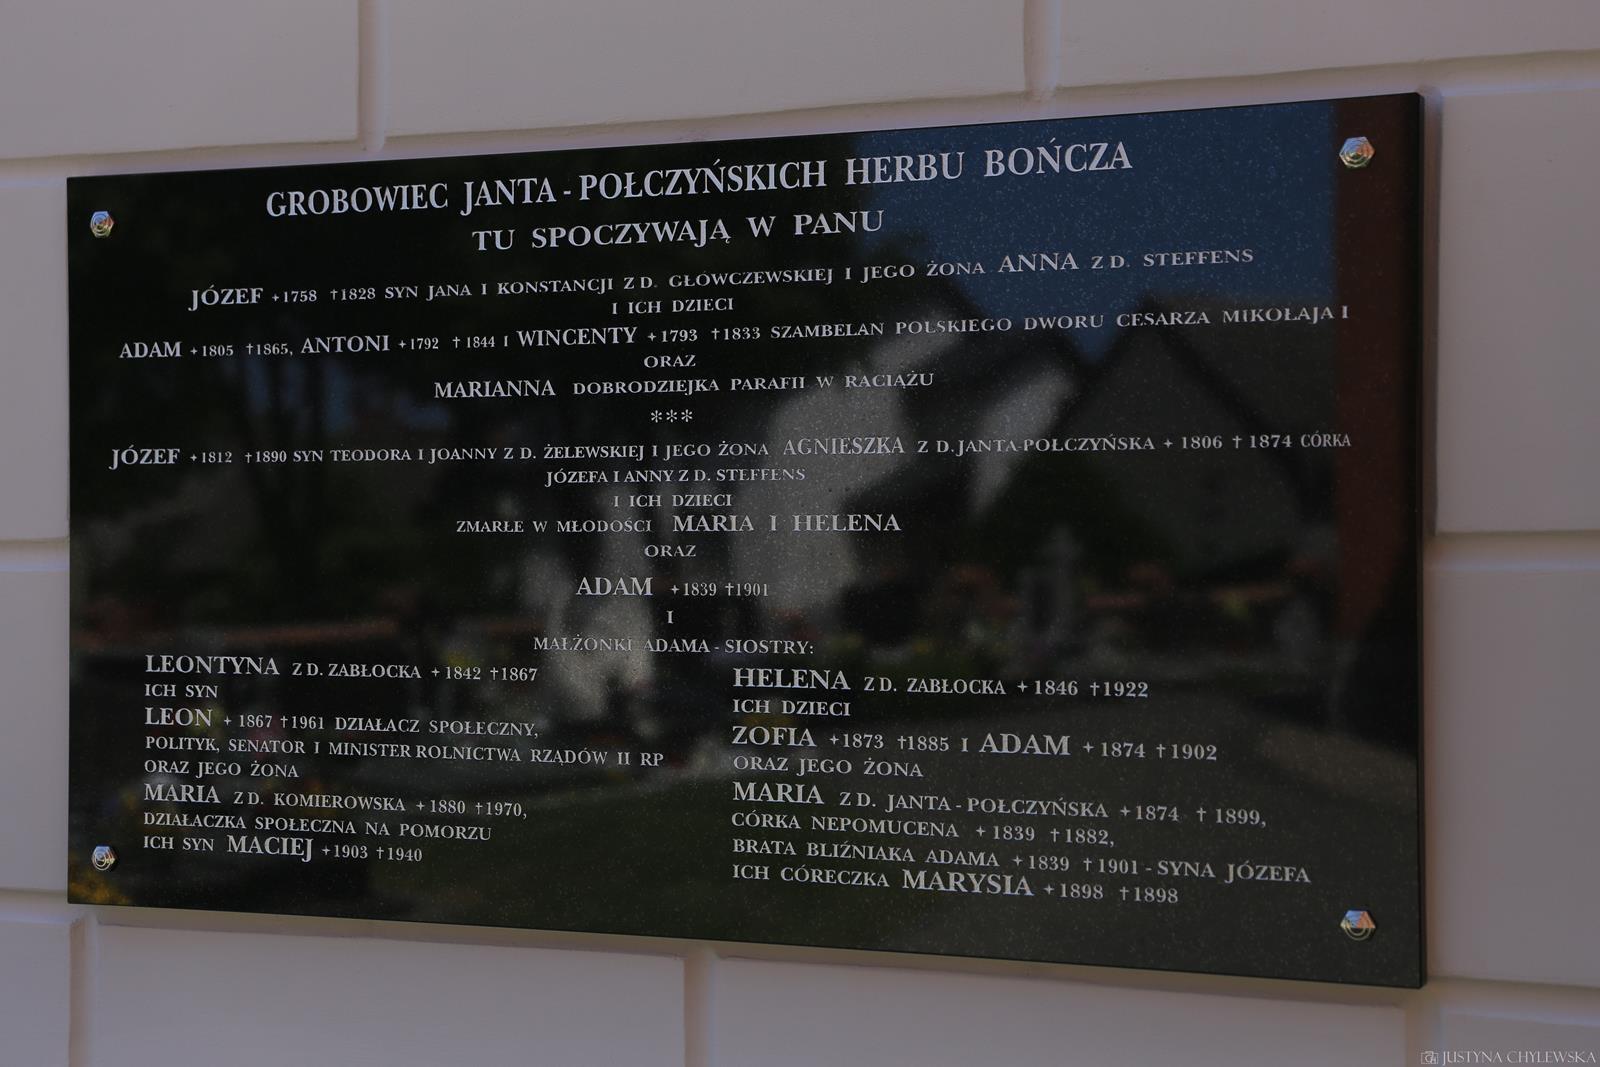 GROBOWIEC JANTA - POŁCZYŃSKICH HERBU BOŃCZA
TU SPOCZYWAJĄ W PANU
JÓZEF +1758 †1828 SYN JANA I KONSTANCJI Z D. GŁÓWCZEWSKIEJ I JEGO ŻONA ANNA Z D. STEFFENS
I ICH DZIECI
ADAM +1805 †1865, ANTONI +1792 †1844 I WINCENTY +1793 †1833 SZAMBELAN POLSKIEGO DWORU CESARZA MIKOŁAJA I
ORAZ
MARIANNA DOBRODZIEJKA PARAFII W RACIĄŻU
***
JÓZEF +1812 †1890 SYN TEODORA I JOANNY Z D. ŻELEWSKIEJ I JEGO ŻONA AGNIESZKA Z D. JANTA-POŁCZYŃSKA +1806 †1874 CÓRKA
JÓZEFA I ANNY Z D. STEFFENS
I ICH DZIECI
ZMARŁE W MŁODOŚCI MARIA I HELENA
ORAZ
ADAM +1839 †1901
I
MAŁŻONKI ADAMA - SIOSTRY:
LEONTYNA Z D. ZABŁOCKA +1842 †1867
ICH SYN
LEON +1867 †1961 DZIAŁACZ SPOŁECZNY,
POLITYK, SENATOR I MINISTER ROLNICTWA RZĄDÓW II RP
ORAZ JEGO ŻONA
MARIA Z D. KOMIEROWSKA +1880 †1970,
DZIAŁACZKA SPOŁECZNA NA POMORZU
ICH SYN MACIEJ +1903 †1940
HELENA Z D. ZABŁOCKA +1846 †1922
ICH DZIECI
ZOFIA +1873 †1885 I ADAM +1874 †1902
ORAZ JEGO ŻONA
MARIA Z D. JANTA - POŁCZYŃSKA +1874 †1899,
CÓRKA NEPOMUCENA +1839 †1882,
BRATA BLIŹNIAKA ADAMA +1839 †1901 - SYNA JÓZEFA
ICH CÓRECZKA MARYSIA +1898 †1898
JUSTYNA CHYLEWSKA